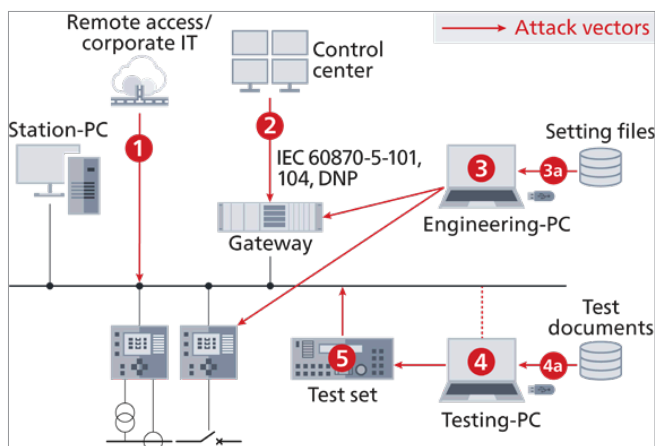 Remote access/
corporate IT
Control
center
Attack vectors
Station-PC
1
2
IEC 60870-5-101,
104, DNP
Setting files
3
3a
Gateway
Engineering-PC
Test
documents
5
4
4a
Test set
Testing-PC